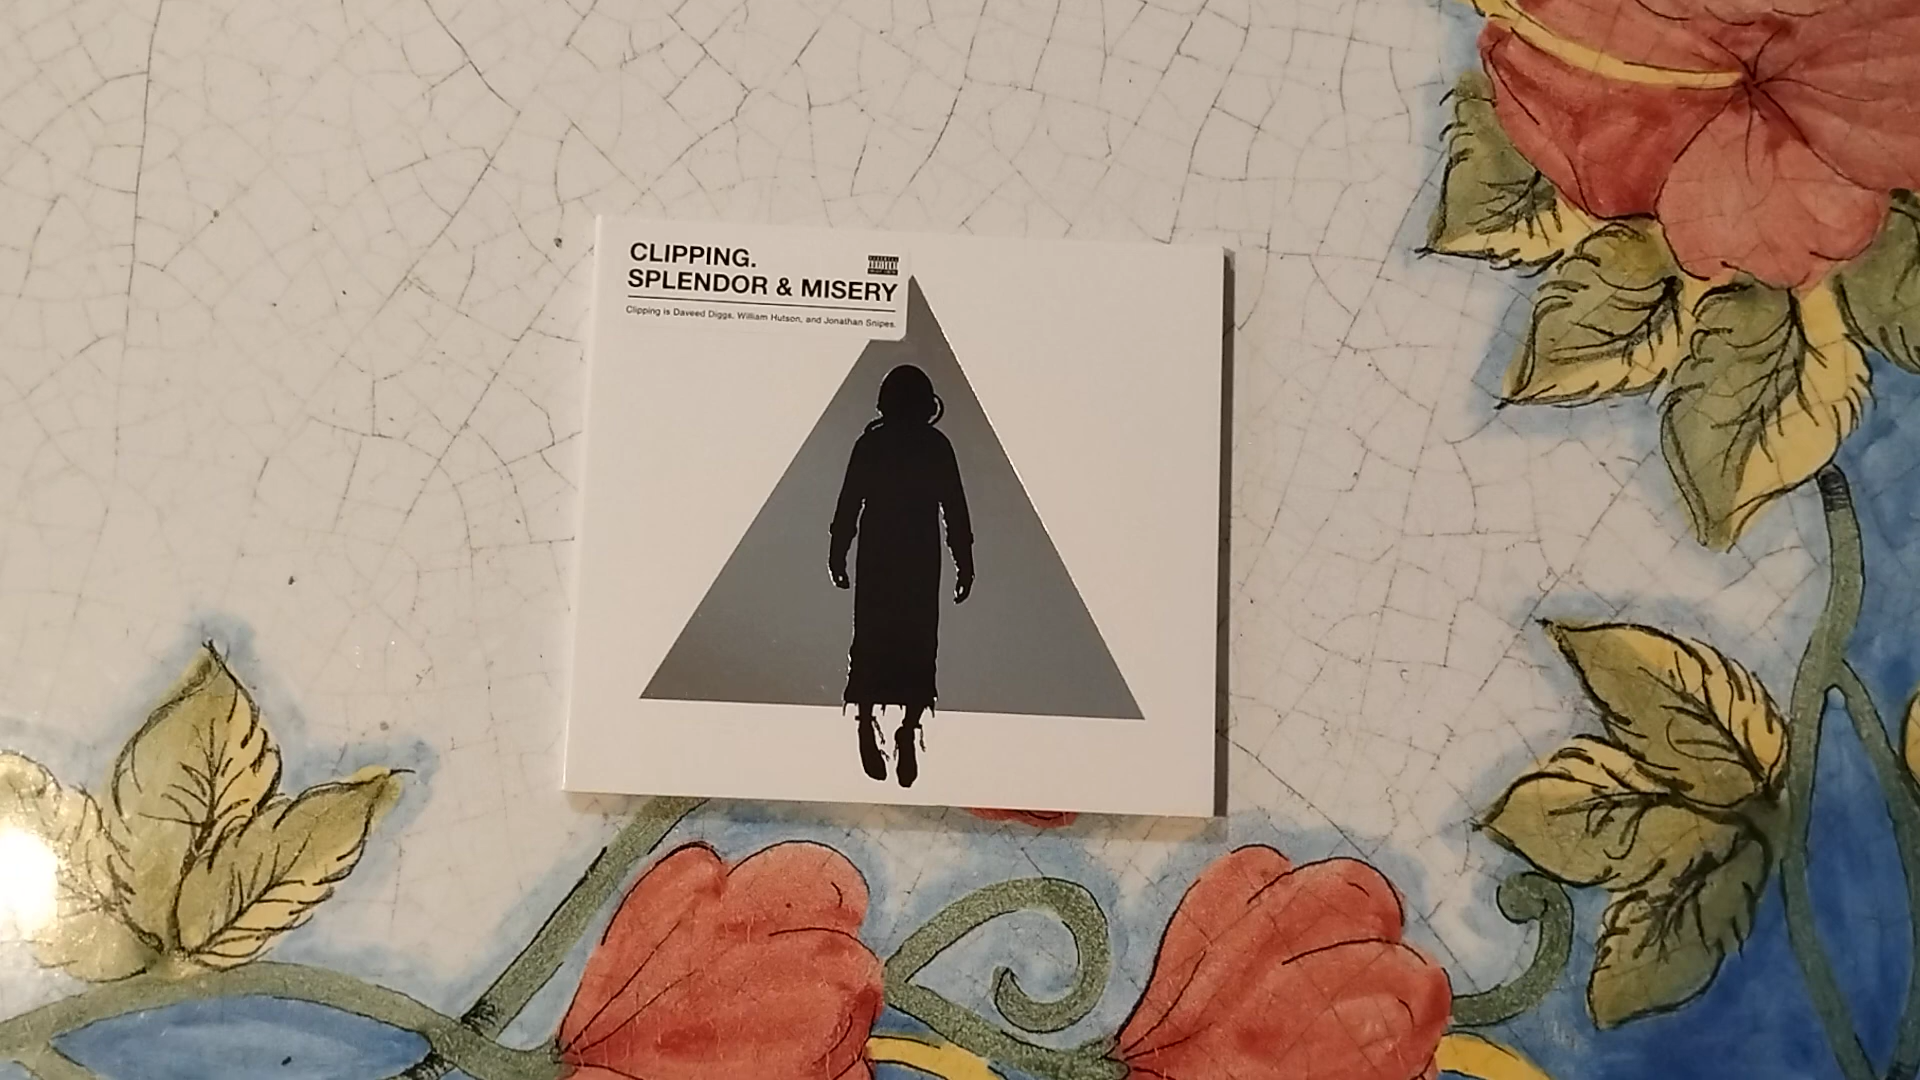 CLIPPING.
SPLENDOR & MISERY
Clipping is Daveed Diggs, William Hutson, and Jonathan Snipes.